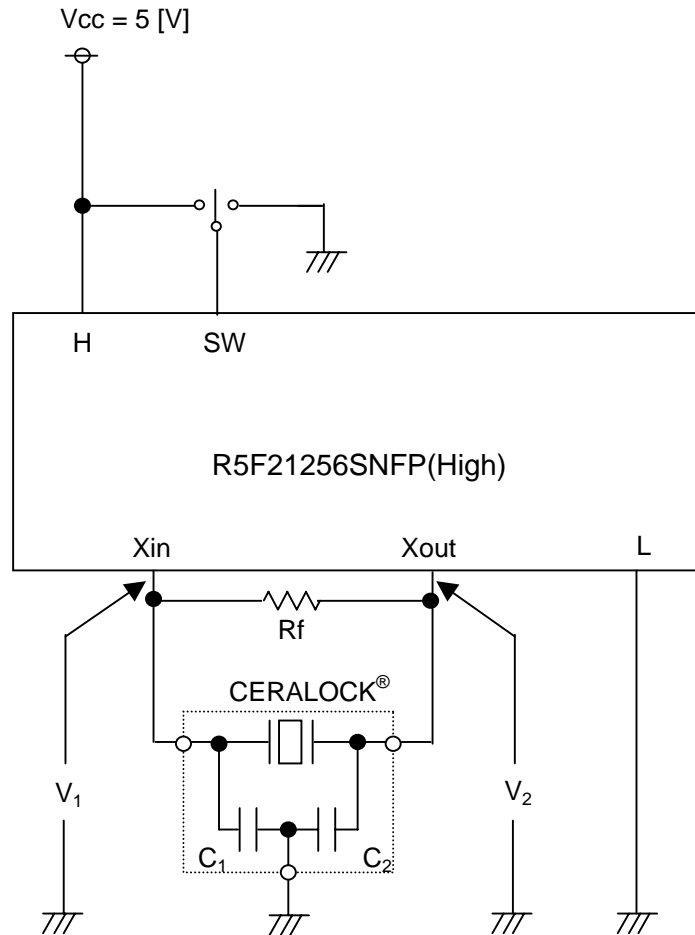 Vcc = 5 [V]
H SW
R5F21256SNFP(High)
Xin Xout L
Rf
CERALOCK®
V₁ V₂
C₁ C₂